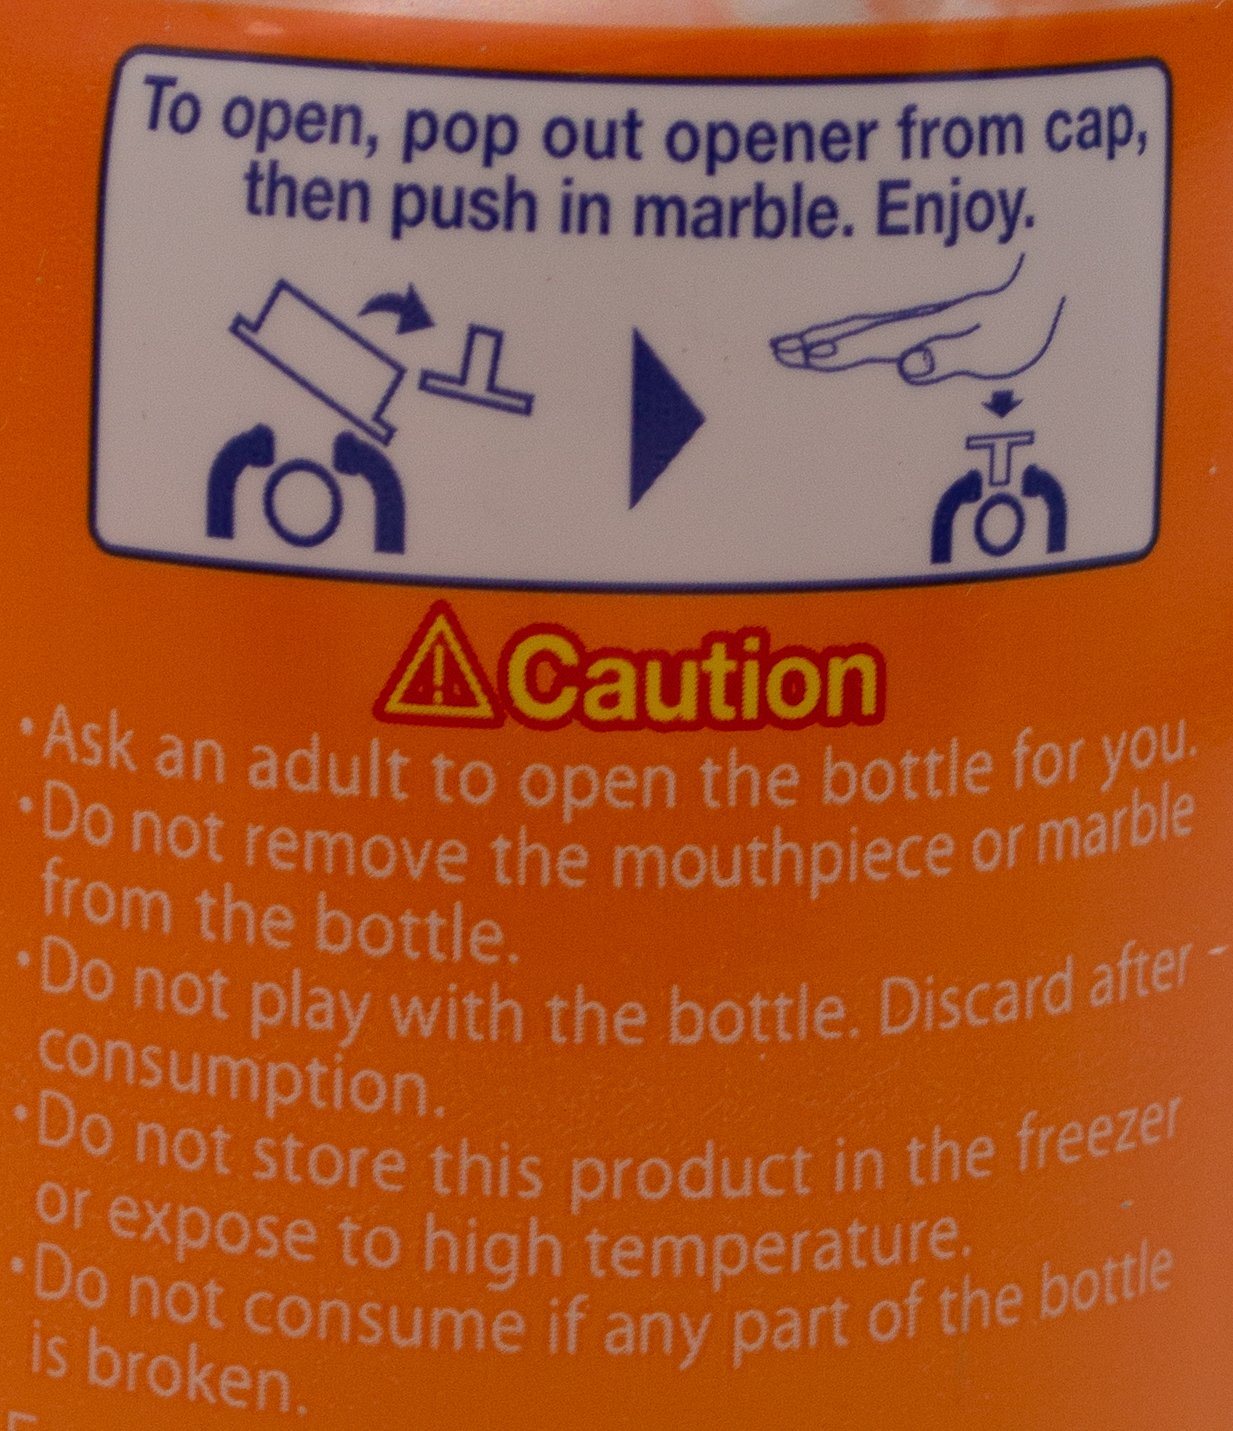 To open, pop out opener from cap,
then push in marble. Enjoy.
Caution
•Ask an adult to open the bottle for you.
•Do not remove the mouthpiece or marble
from the bottle.
•Do not play with the bottle. Discard after
consumption.
•Do not store this product in the freezer
or expose to high temperature.
•Do not consume if any part of the bottle
is broken.